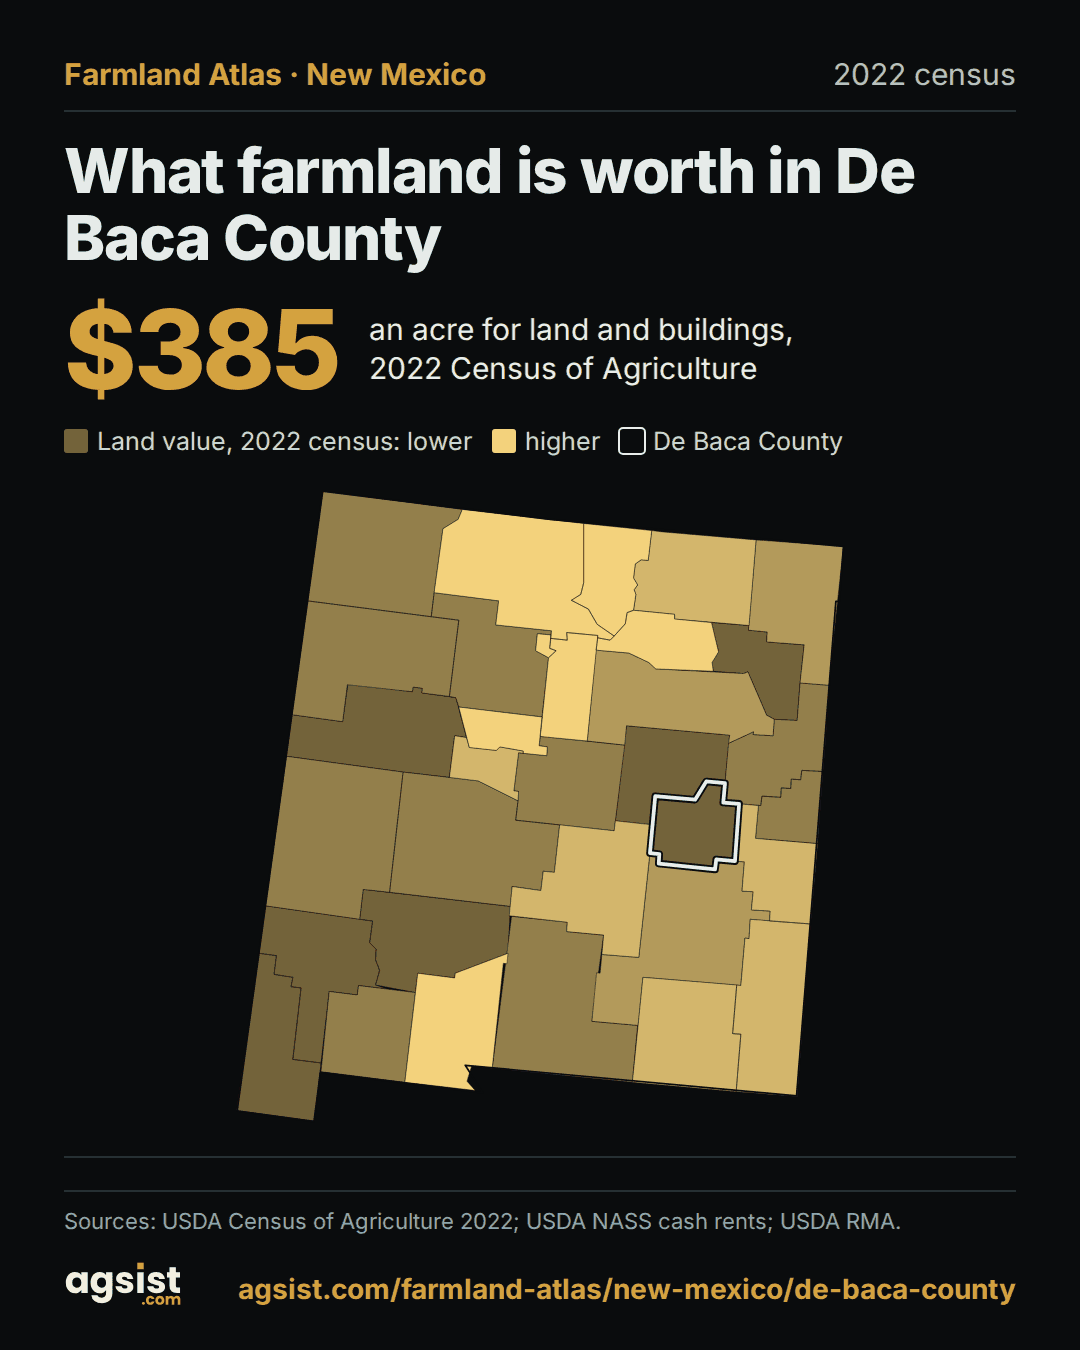 Farmland Atlas · New Mexico
2022 census
What farmland is worth in De
Baca County
$385
an acre for land and buildings,
2022 Census of Agriculture
Land value, 2022 census: lower
higher
De Baca County
Sources: USDA Census of Agriculture 2022; USDA NASS cash rents; USDA RMA.
agsist
.com
agsist.com/farmland-atlas/new-mexico/de-baca-county